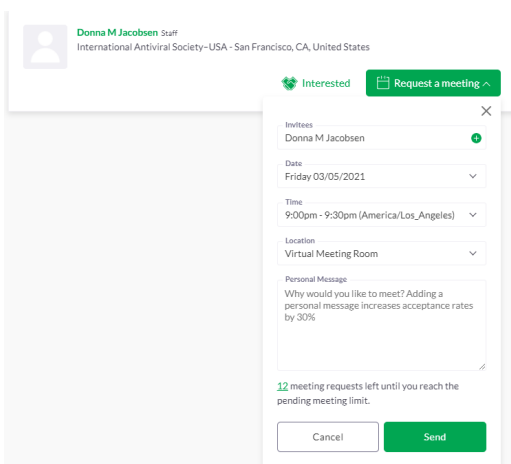 Donna M Jacobsen Staff
International Antiviral Society–USA - San Francisco, CA, United States
Interested
Request a meeting
Invitees
Donna M Jacobsen
Date
Friday 03/05/2021
Time
9:00pm - 9:30pm (America/Los_Angeles)
Location
Virtual Meeting Room
Personal Message
Why would you like to meet? Adding a
personal message increases acceptance rates
by 30%
12 meeting requests left until you reach the
pending meeting limit.
Cancel
Send